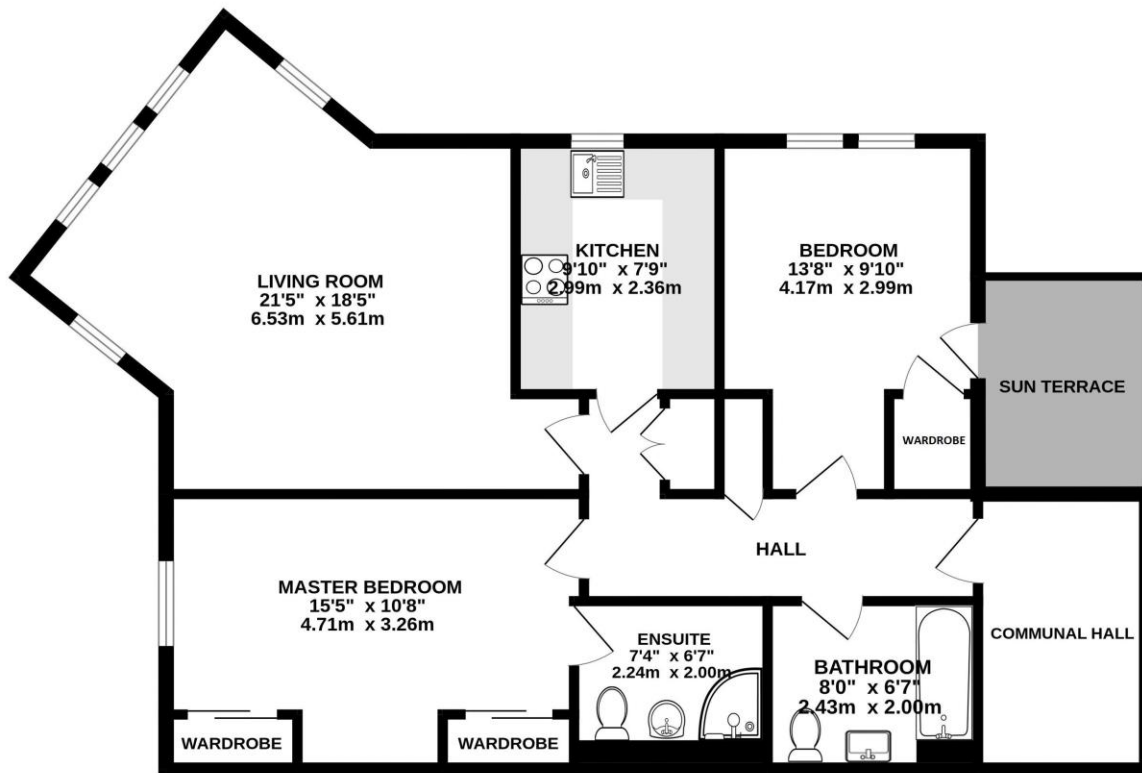 LIVING ROOM
21'5" x 18'5"
6.53m x 5.61m
KITCHEN
9'10" x 7'9"
2.99m x 2.36m
BEDROOM
13'8" x 9'10"
4.17m x 2.99m
SUN TERRACE
WARDROBE
HALL
MASTER BEDROOM
15'5" x 10'8"
4.71m x 3.26m
ENSUITE
7'4" x 6'7"
2.24m x 2.00m
BATHROOM
8'0" x 6'7"
2.43m x 2.00m
COMMUNAL HALL
WARDROBE
WARDROBE